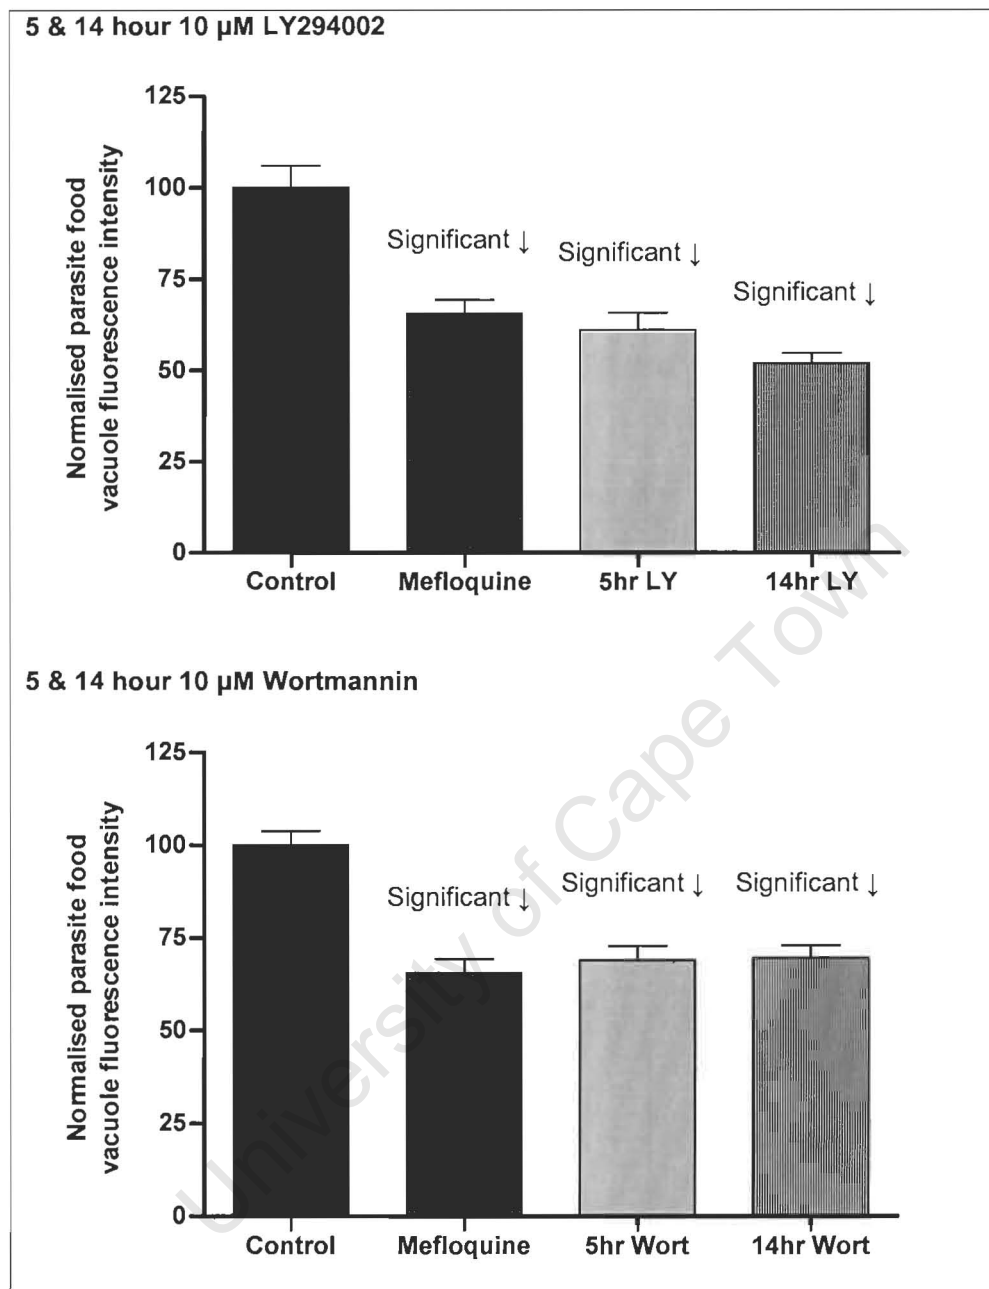 5 & 14 hour 10 µM LY294002
Normalised parasite food
vacuole fluorescence intensity
125
100
75
50
25
0
Significant ↓
Significant ↓
Significant ↓
Control
Mefloquine
5hr LY
14hr LY
5 & 14 hour 10 µM Wortmannin
Normalised parasite food
vacuole fluorescence intensity
125
100
75
50
25
0
Significant ↓
Significant ↓
Significant ↓
Control
Mefloquine
5hr Wort
14hr Wort
University of Cape Town